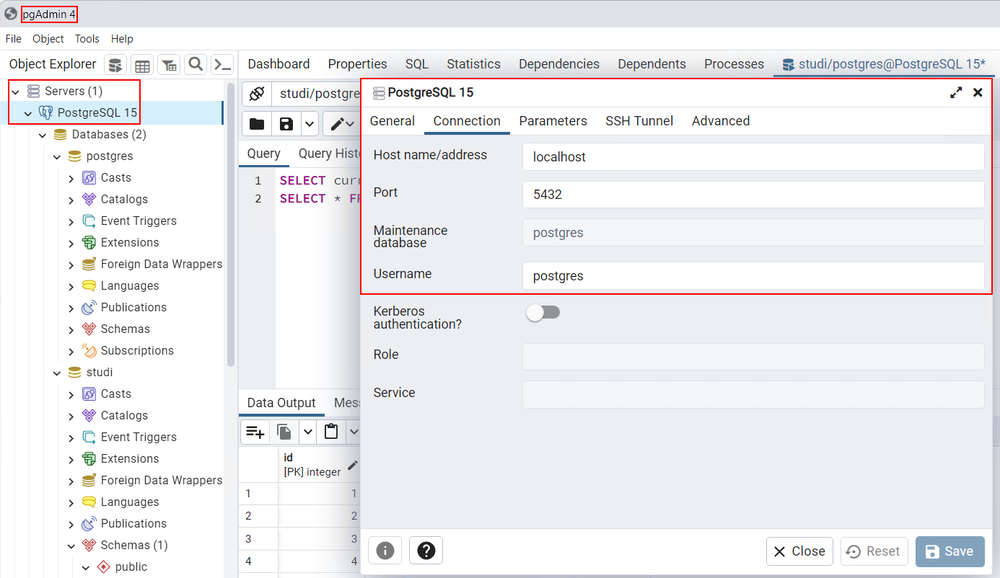 pgAdmin 4
File Object Tools Help
Object Explorer
Dashboard Properties SQL Statistics Dependencies Dependents Processes studi/postgres@PostgreSQL 15*
Servers (1)
PostgreSQL 15
Databases (2)
postgres
Casts
Catalogs
Event Triggers
Extensions
Foreign Data Wrappers
Languages
Publications
Schemas
Subscriptions
studi
Casts
Catalogs
Event Triggers
Extensions
Foreign Data Wrappers
Languages
Publications
Schemas (1)
public
studi/postgre
Query Query Histo
1 SELECT curr
2 SELECT * FR
Data Output Mess
id
[PK] integer
1 1
2 2
3 3
4 4
PostgreSQL 15
General Connection Parameters SSH Tunnel Advanced
Host name/address localhost
Port 5432
Maintenance
database
postgres
Username postgres
Kerberos
authentication?
Role
Service
Close Reset Save